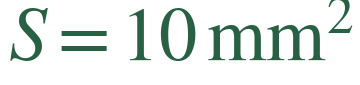 S = 10 mm²